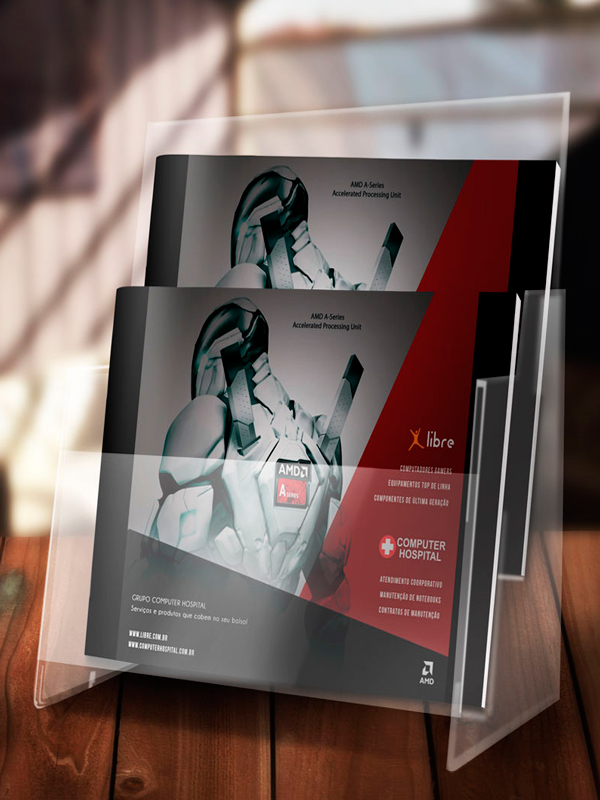 AMD A-Series
Accelerated Processing Unit
AMD A-Series
Accelerated Processing Unit
AMD
A-SERIES
libre
COMPUTADORES GAMERS
EQUIPAMENTOS TOP DE LINHA
COMPONENTES DE ÚLTIMA GERAÇÃO
COMPUTER
HOSPITAL
ATENDIMENTO COORPORATIVO
MANUTENÇÃO DE NOTEBOOKS
CONTRATOS DE MANUTENÇÃO
GRUPO COMPUTER HOSPITAL
Serviços e produtos que cabem no seu bolso!
WWW.LIBRE.COM.BR
WWW.COMPUTERHOSPITAL.COM.BR
AMD